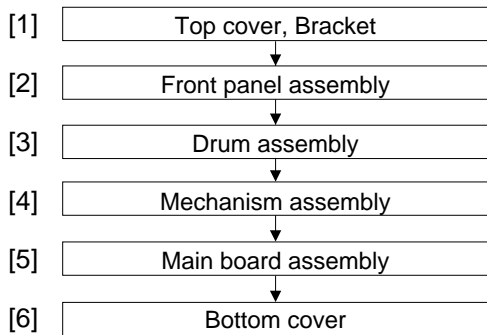 [1] Top cover, Bracket
[2] Front panel assembly
[3] Drum assembly
[4] Mechanism assembly
[5] Main board assembly
[6] Bottom cover